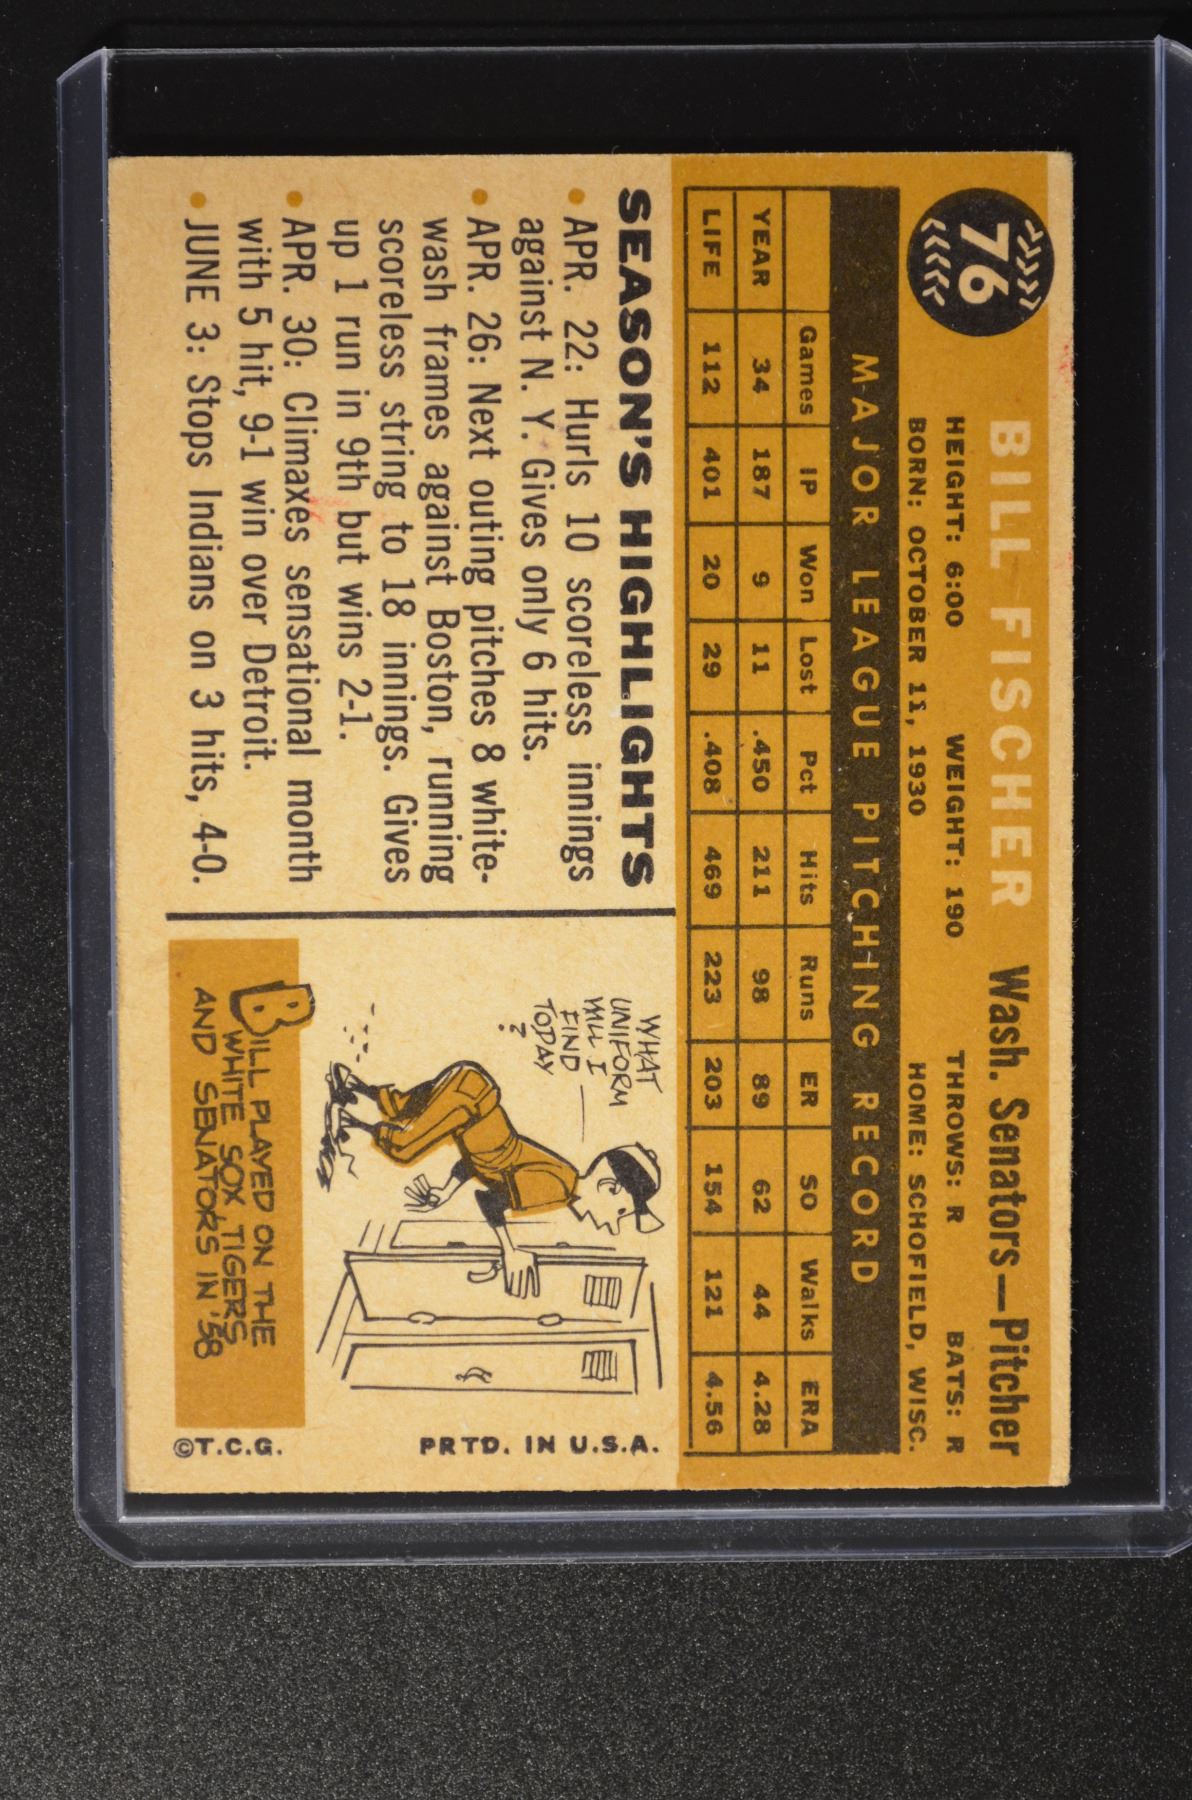 76
BILL FISCHER Wash. Senators—Pitcher
HEIGHT: 6:00 WEIGHT: 190 THROWS: R BATS: R
BORN: OCTOBER 11, 1930 HOME: SCHOFIELD, WISC.
MAJOR LEAGUE PITCHING RECORD
Games IP Won Lost Pct Hits Runs ER SO Walks ERA
YEAR 34 187 9 11 .450 211 98 89 62 44 4.28
LIFE 112 401 20 29 .408 469 223 203 154 121 4.56
SEASON'S HIGHLIGHTS
• APR. 22: Hurls 10 scoreless innings
against N. Y. Gives only 6 hits.
• APR. 26: Next outing pitches 8 white-
wash frames against Boston, running
scoreless string to 18 innings. Gives
up 1 run in 9th but wins 2-1.
• APR. 30: Climaxes sensational month
with 5 hit, 9-1 win over Detroit.
• JUNE 3: Stops Indians on 3 hits, 4-0.
WHAT
UNIFORM
WILL I
FIND
TODAY
?
BILL PLAYED ON THE
WHITE SOX, TIGERS
AND SENATORS IN '58
PRTD. IN U.S.A.
©T.C.G.